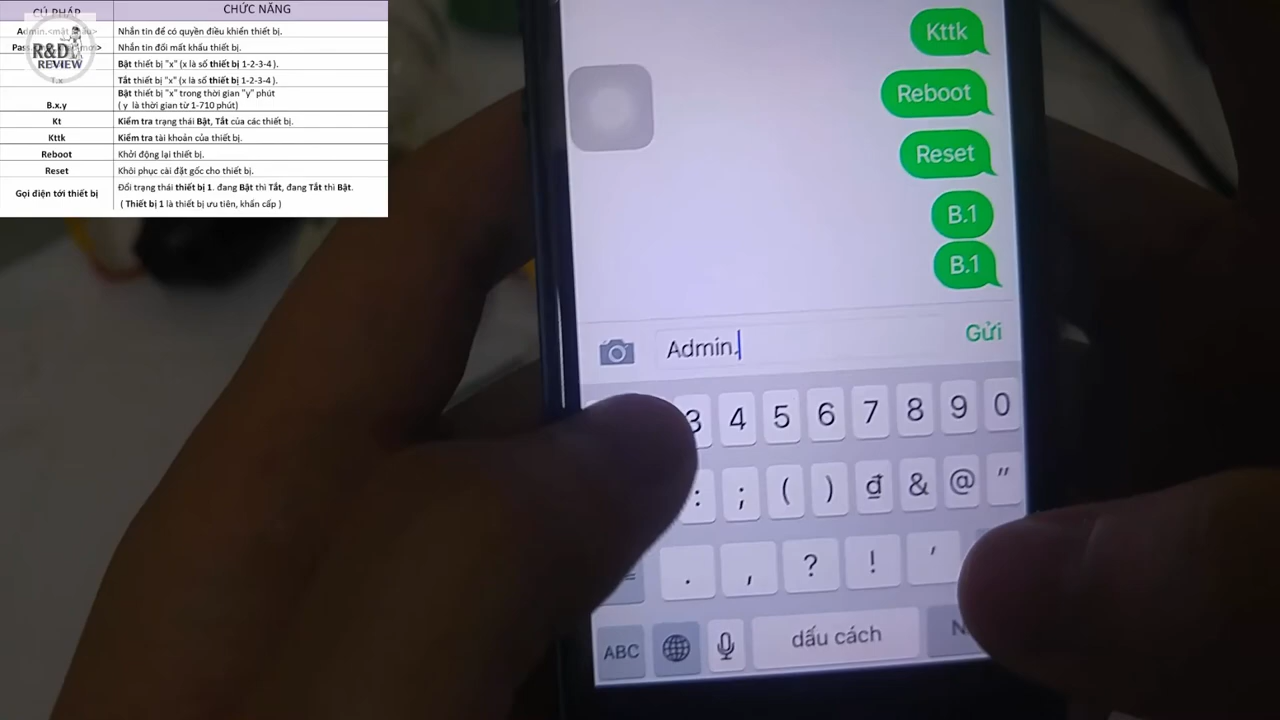 CÚ PHÁP CHỨC NĂNG
Nhắn tin để có quyền điều khiển thiết bị.
Nhắn tin đổi mất khẩu thiết bị.
R&D
REVIEW
Bật thiết bị "x" (x là số thiết bị 1-2-3-4 ).
T.x Tắt thiết bị "x" (x là số thiết bị 1-2-3-4 ).
Bật thiết bị "x" trong thời gian "y" phút
B.x.y ( y là thời gian từ 1-710 phút)
Kt Kiểm tra trạng thái Bật, Tắt của các thiết bị.
Kttk Kiểm tra tài khoản của thiết bị.
Reboot Khởi động lại thiết bị.
Reset Khôi phục cài đặt gốc cho thiết bị.
Gọi điện tới thiết bị Đổi trạng thái thiết bị 1. đang Bật thì Tắt, đang Tắt thì Bật.
( Thiết bị 1 là thiết bị ưu tiên, khẩn cấp )
Kttk
Reboot
Reset
B.1
B.1
Admin. Gửi
3 4 5 6 7 8 9 0
: ; ( ) ₫ & @ "
. , ? ! '
ABC dấu cách